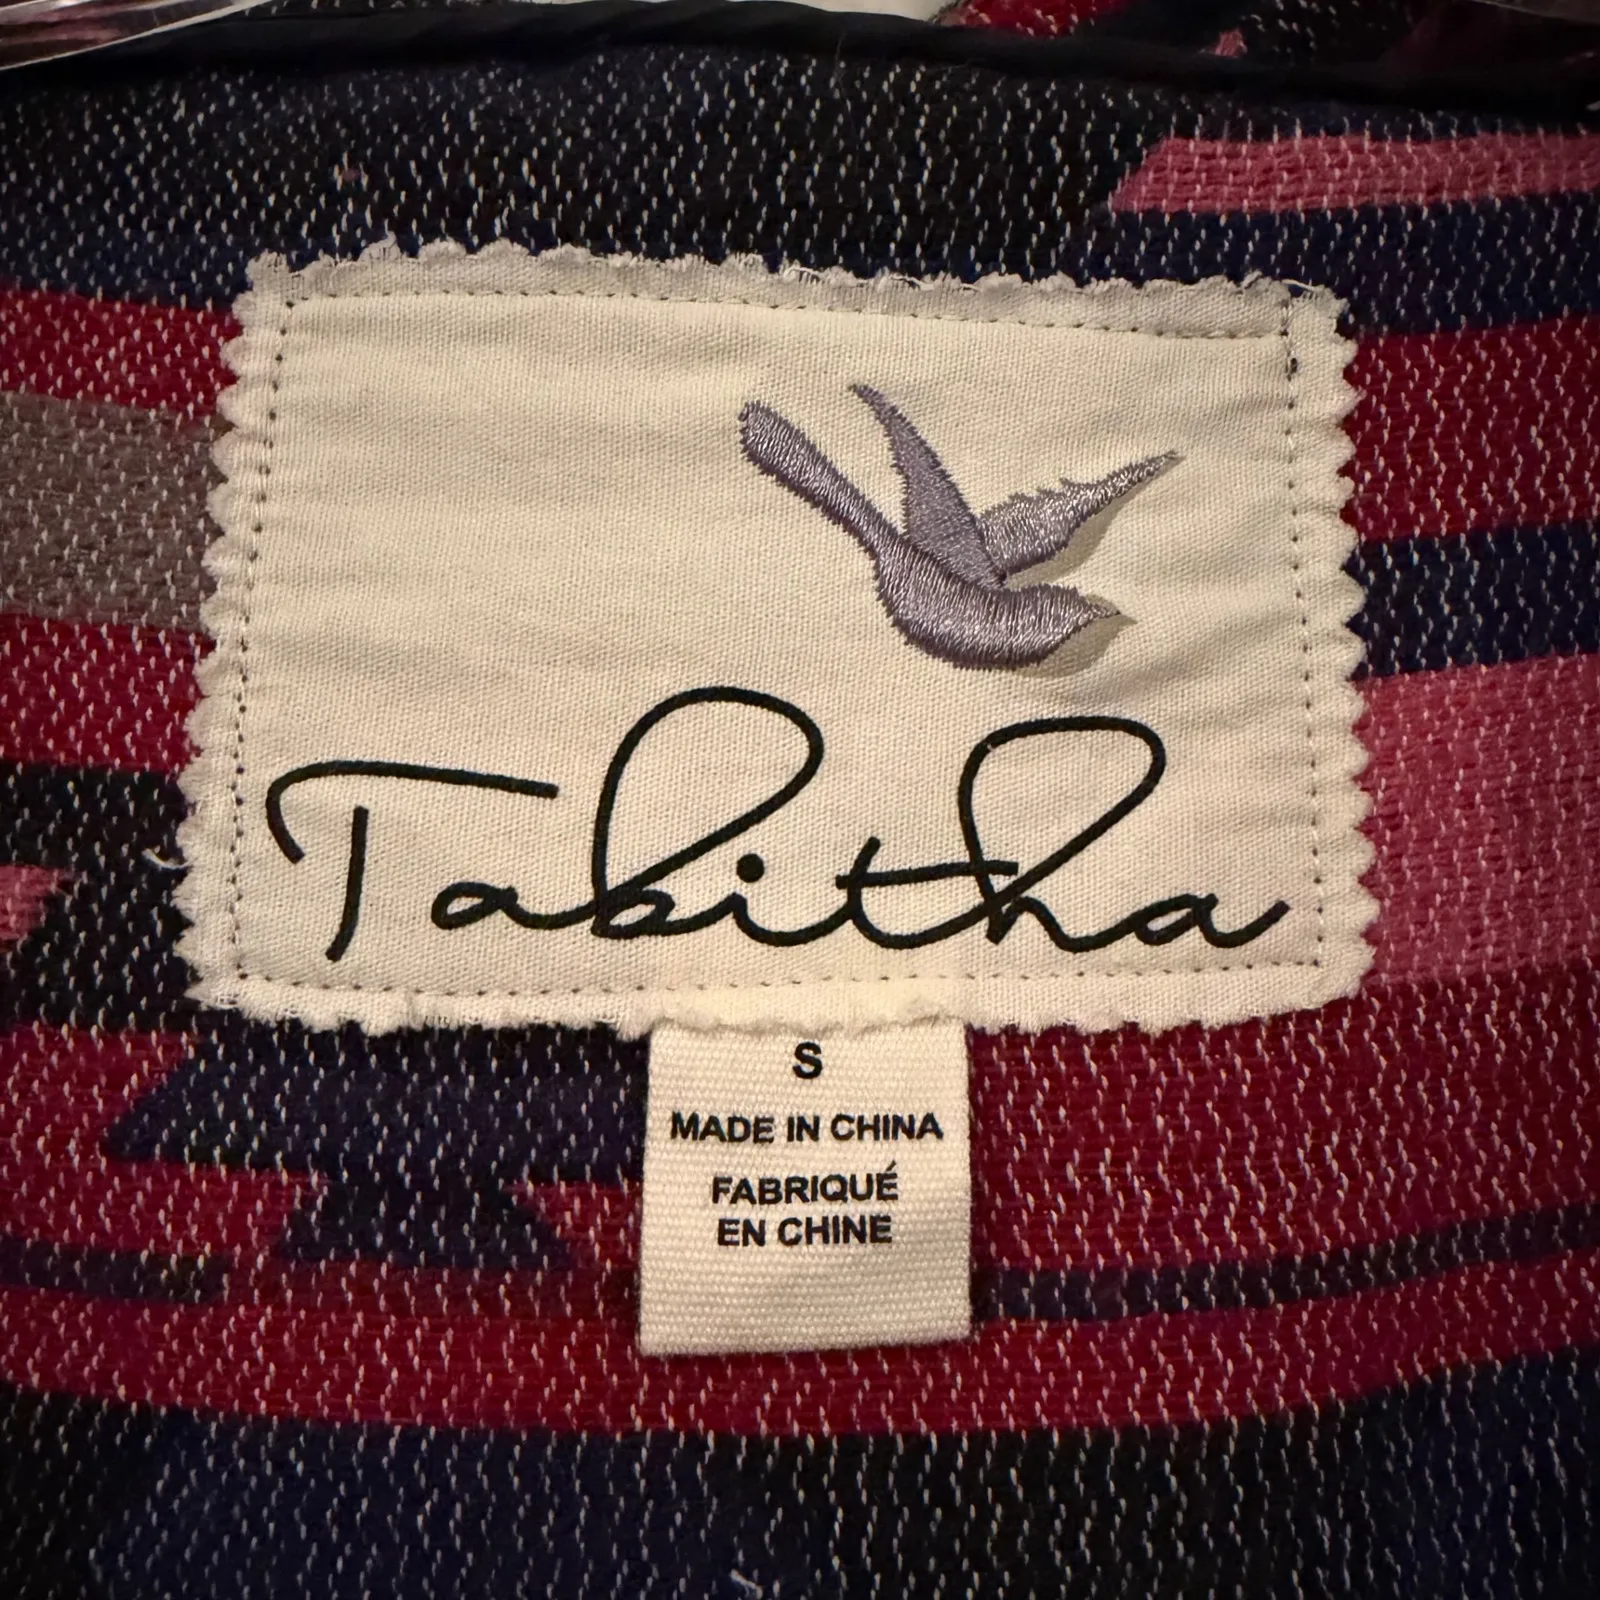 Tabitha
S
MADE IN CHINA
FABRIQUÉ
EN CHINE